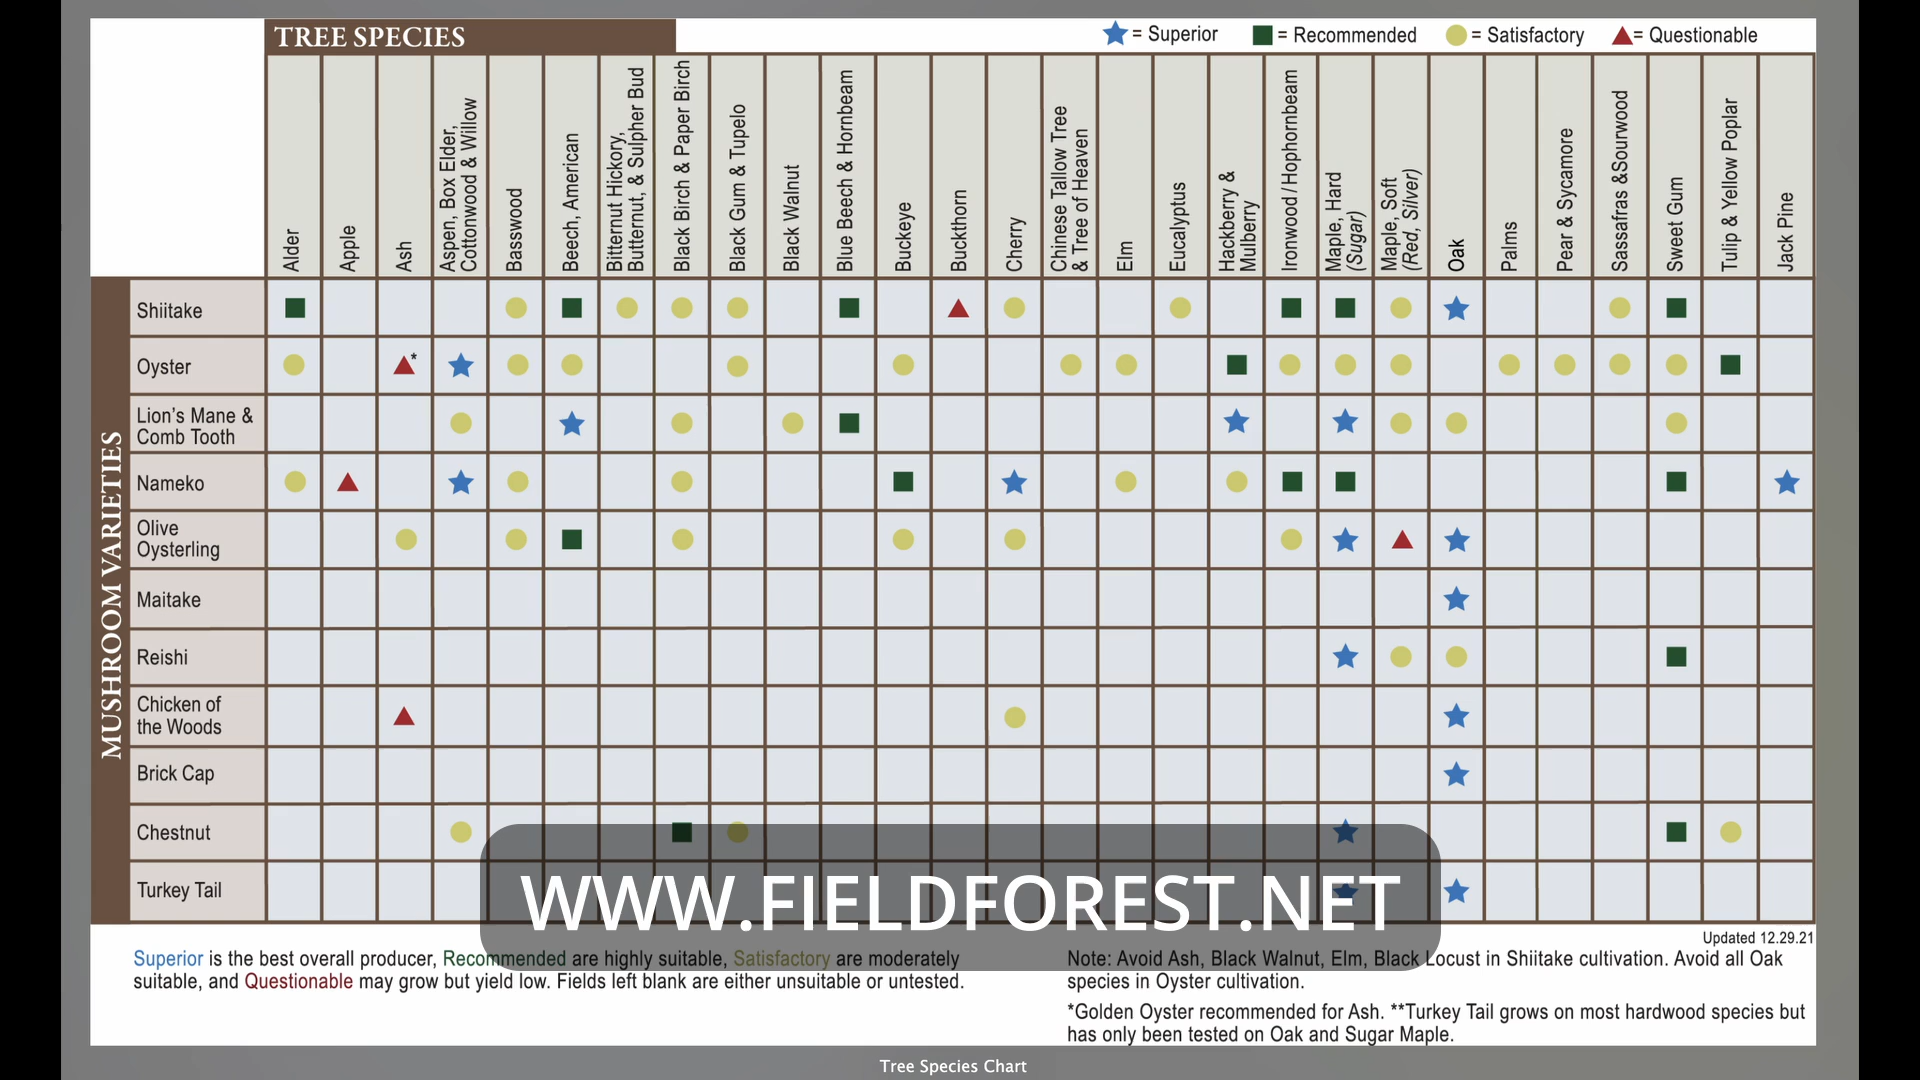 TREE SPECIES
= Superior = Recommended = Satisfactory = Questionable
Alder
Apple
Ash
Aspen, Box Elder,
Cottonwood & Willow
Basswood
Beech, American
Bitternut Hickory,
Butternut, & Sulpher Bud
Black Birch & Paper Birch
Black Gum & Tupelo
Black Walnut
Blue Beech & Hornbeam
Buckeye
Buckthorn
Cherry
Chinese Tallow Tree
& Tree of Heaven
Elm
Eucalyptus
Hackberry &
Mulberry
Ironwood / Hophornbeam
Maple, Hard
(Sugar)
Maple, Soft
(Red, Silver)
Oak
Palms
Pear & Sycamore
Sassafras &Sourwood
Sweet Gum
Tulip & Yellow Poplar
Jack Pine
MUSHROOM VARIETIES
Shiitake
Oyster
*
Lion's Mane &
Comb Tooth
Nameko
Olive
Oysterling
Maitake
Reishi
Chicken of
the Woods
Brick Cap
Chestnut
Turkey Tail
WWW.FIELDFOREST.NET
Updated 12.29.21
Superior is the best overall producer, Recommended are highly suitable, Satisfactory are moderately
suitable, and Questionable may grow but yield low. Fields left blank are either unsuitable or untested.
Note: Avoid Ash, Black Walnut, Elm, Black Locust in Shiitake cultivation. Avoid all Oak
species in Oyster cultivation.
*Golden Oyster recommended for Ash. **Turkey Tail grows on most hardwood species but
has only been tested on Oak and Sugar Maple.
Tree Species Chart